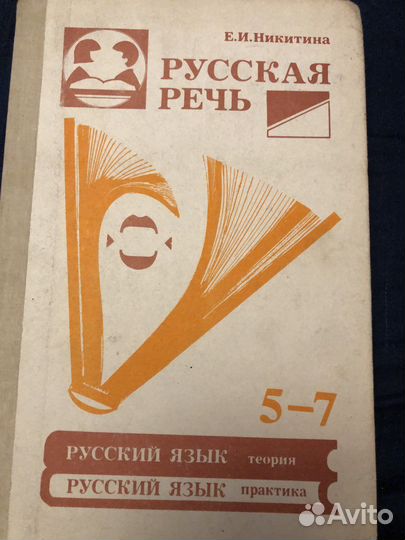 Е.И.Никитина
РУССКАЯ
РЕЧЬ
5–7
РУССКИЙ ЯЗЫК теория
РУССКИЙ ЯЗЫК практика
Avito